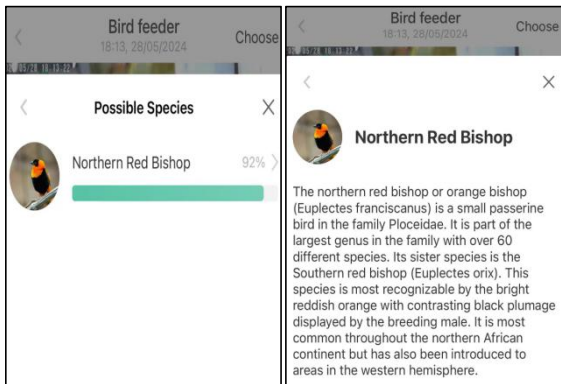 Bird feeder
18:13, 28/05/2024
Choose
Possible Species
Northern Red Bishop
92%
Bird feeder
18:13, 28/05/2024
Choose
Northern Red Bishop
The northern red bishop or orange bishop
(Euplectes franciscanus) is a small passerine
bird in the family Ploceidae. It is part of the
largest genus in the family with over 60
different species. Its sister species is the
Southern red bishop (Euplectes orix). This
species is most recognizable by the bright
reddish orange with contrasting black plumage
displayed by the breeding male. It is most
common throughout the northern African
continent but has also been introduced to
areas in the western hemisphere.